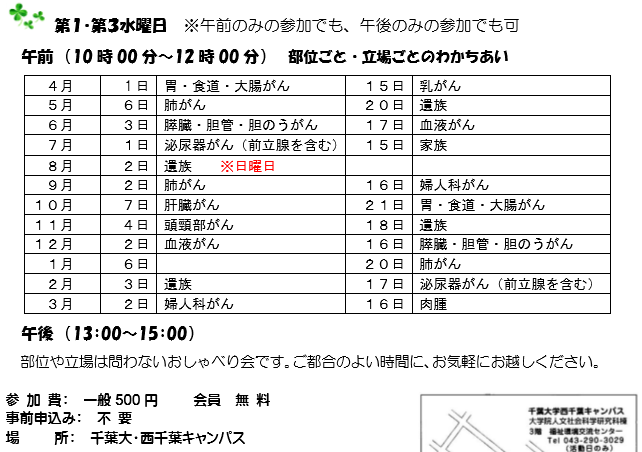 第1・第3水曜日　※午前のみの参加でも、午後のみの参加でも可
午前（10時00分～12時00分）　部位ごと・立場ごとのわかちあい
４月　１日　胃・食道・大腸がん　１５日　乳がん
５月　６日　肺がん　２０日　遺族
６月　３日　膵臓・胆管・胆のうがん　１７日　血液がん
７月　１日　泌尿器がん（前立腺を含む）　１５日　家族
８月　２日　遺族　※日曜日
９月　２日　肺がん　１６日　婦人科がん
１０月　７日　肝臓がん　２１日　胃・食道・大腸がん
１１月　４日　頭頸部がん　１８日　遺族
１２月　２日　血液がん　１６日　膵臓・胆管・胆のうがん
１月　６日　２０日　肺がん
２月　３日　遺族　１７日　泌尿器がん（前立腺を含む）
３月　２日　婦人科がん　１６日　肉腫
午後（13:00～15:00）
部位や立場は問わないおしゃべり会です。ご都合のよい時間に、お気軽にお越しください。
参 加 費：　一般 500 円　　会員　無 料
事前申込み：　不 要
場　　所：　千葉大・西千葉キャンパス
千葉大学西千葉キャンパス
大学院人文社会科学研究科棟
3階　福祉環境交流センター
Tel 043-290-3029
（活動日のみ）